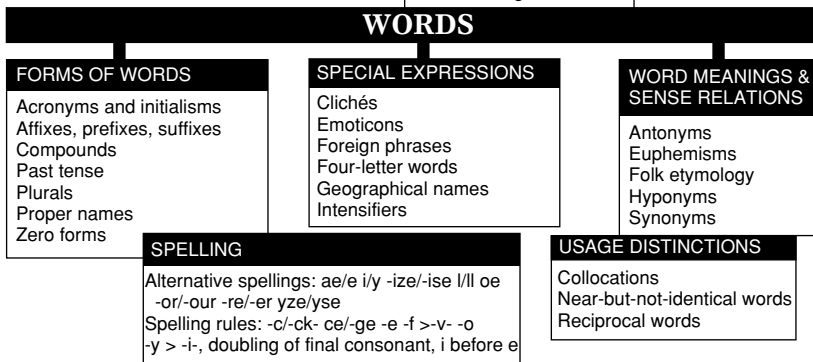 WORDS
FORMS OF WORDS
Acronyms and initialisms
Affixes, prefixes, suffixes
Compounds
Past tense
Plurals
Proper names
Zero forms
SPECIAL EXPRESSIONS
Clichés
Emoticons
Foreign phrases
Four-letter words
Geographical names
Intensifiers
WORD MEANINGS &
SENSE RELATIONS
Antonyms
Euphemisms
Folk etymology
Hyponyms
Synonyms
SPELLING
Alternative spellings: ae/e i/y -ize/-ise l/ll oe
-or/-our -re/-er yze/yse
Spelling rules: -c/-ck- ce/-ge -e -f >-v- -o
-y > -i-, doubling of final consonant, i before e
USAGE DISTINCTIONS
Collocations
Near-but-not-identical words
Reciprocal words